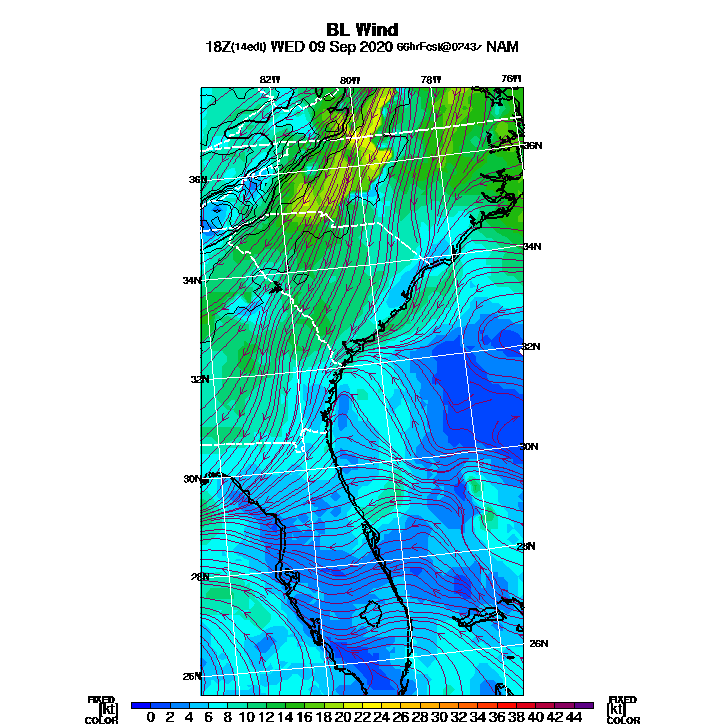 BL Wind
18Z(14edt) WED 09 Sep 2020 66hrFcst@0243z NAM
82W 80W 78W 76W
36N
36N
34N
34N
32N
32N
30N
30N
28N
28N
26N
26N
FIXED FIXED
[kt] 0 2 4 6 8 10 12 14 16 18 20 22 24 26 28 30 32 34 36 38 40 42 44 [kt]
COLOR COLOR